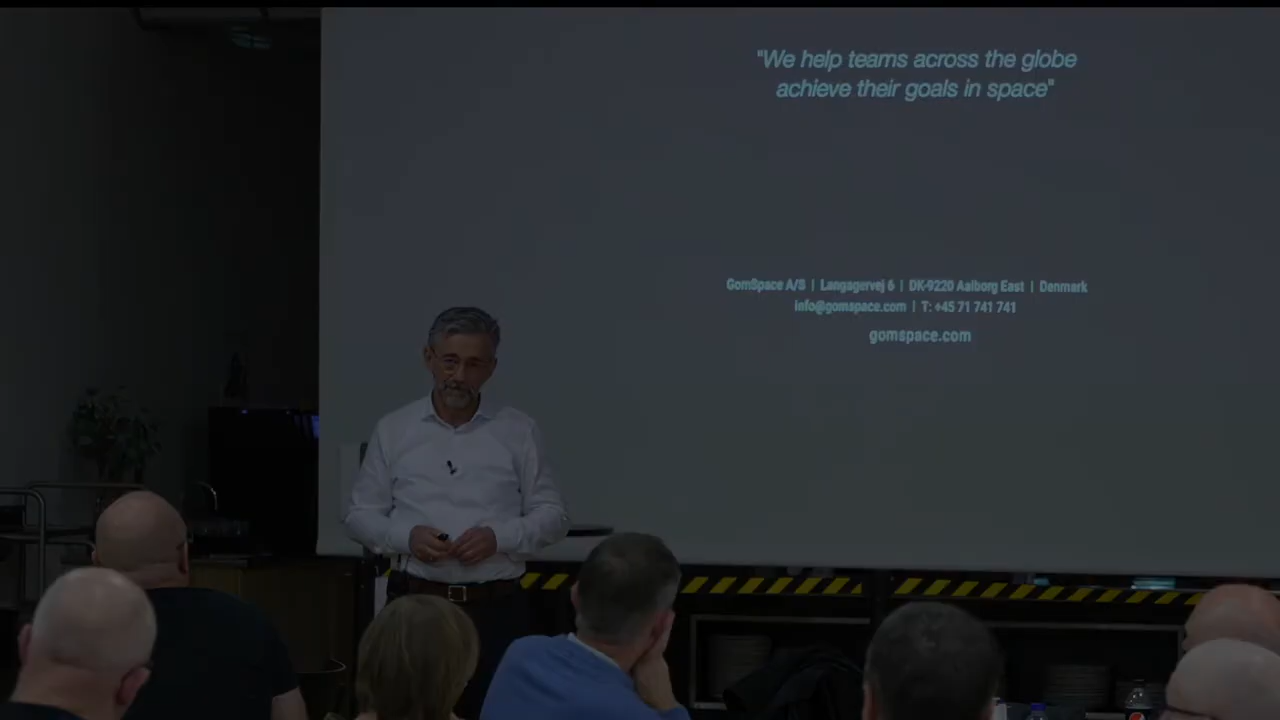 "We help teams across the globe
achieve their goals in space"
GomSpace A/S | Langagervej 6 | DK-9220 Aalborg East | Denmark
info@gomspace.com | T: +45 71 741 741
gomspace.com